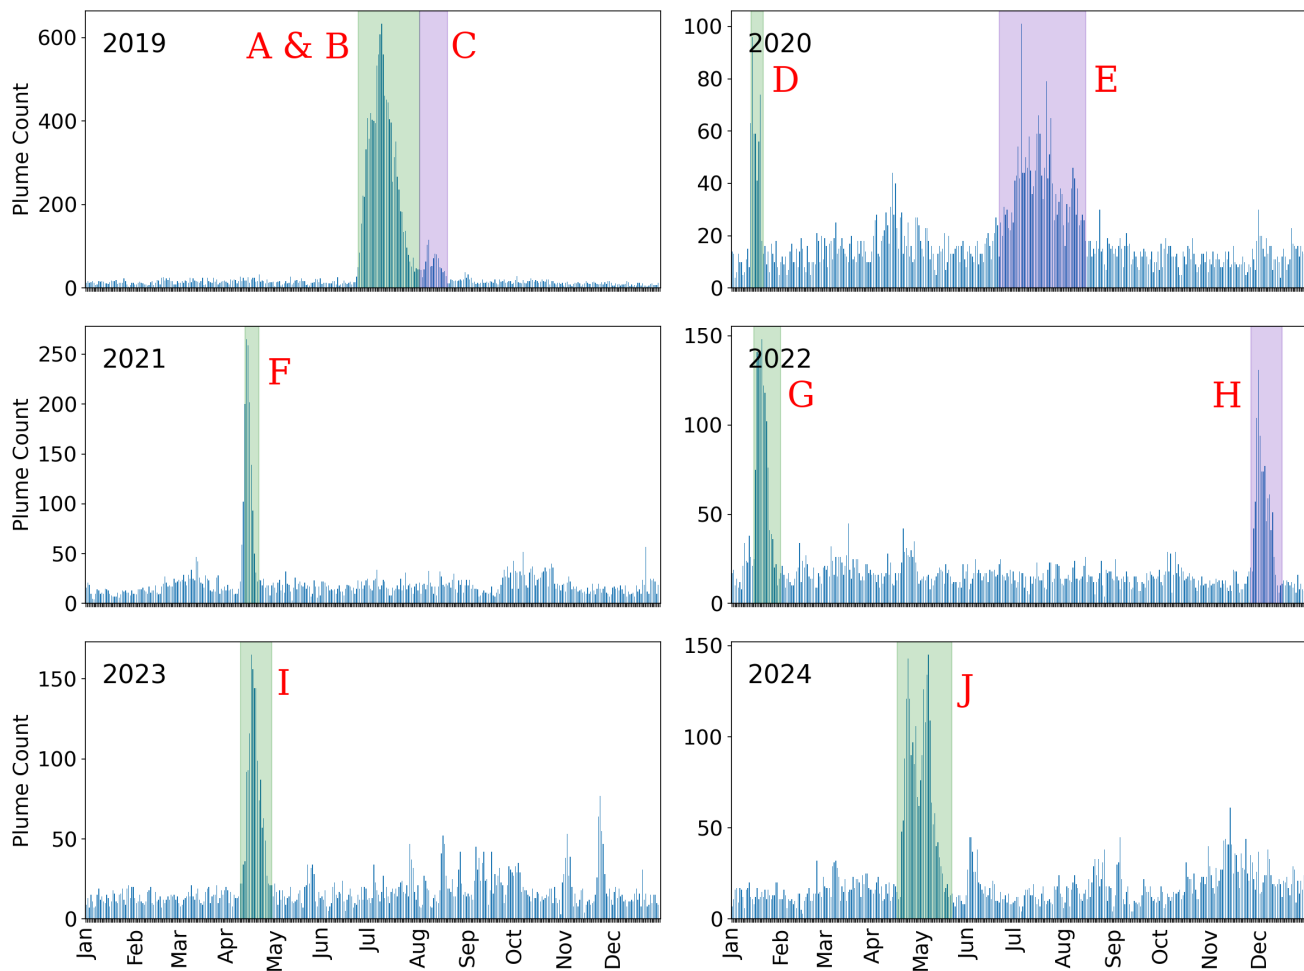 2019
A & B
C
Plume Count
600
400
200
0
2020
D
E
100
80
60
40
20
0
2021
F
Plume Count
250
200
150
100
50
0
2022
G
H
150
100
50
0
2023
I
Plume Count
150
100
50
0
Jan
Feb
Mar
Apr
May
Jun
Jul
Aug
Sep
Oct
Nov
Dec
2024
J
150
100
50
0
Jan
Feb
Mar
Apr
May
Jun
Jul
Aug
Sep
Oct
Nov
Dec